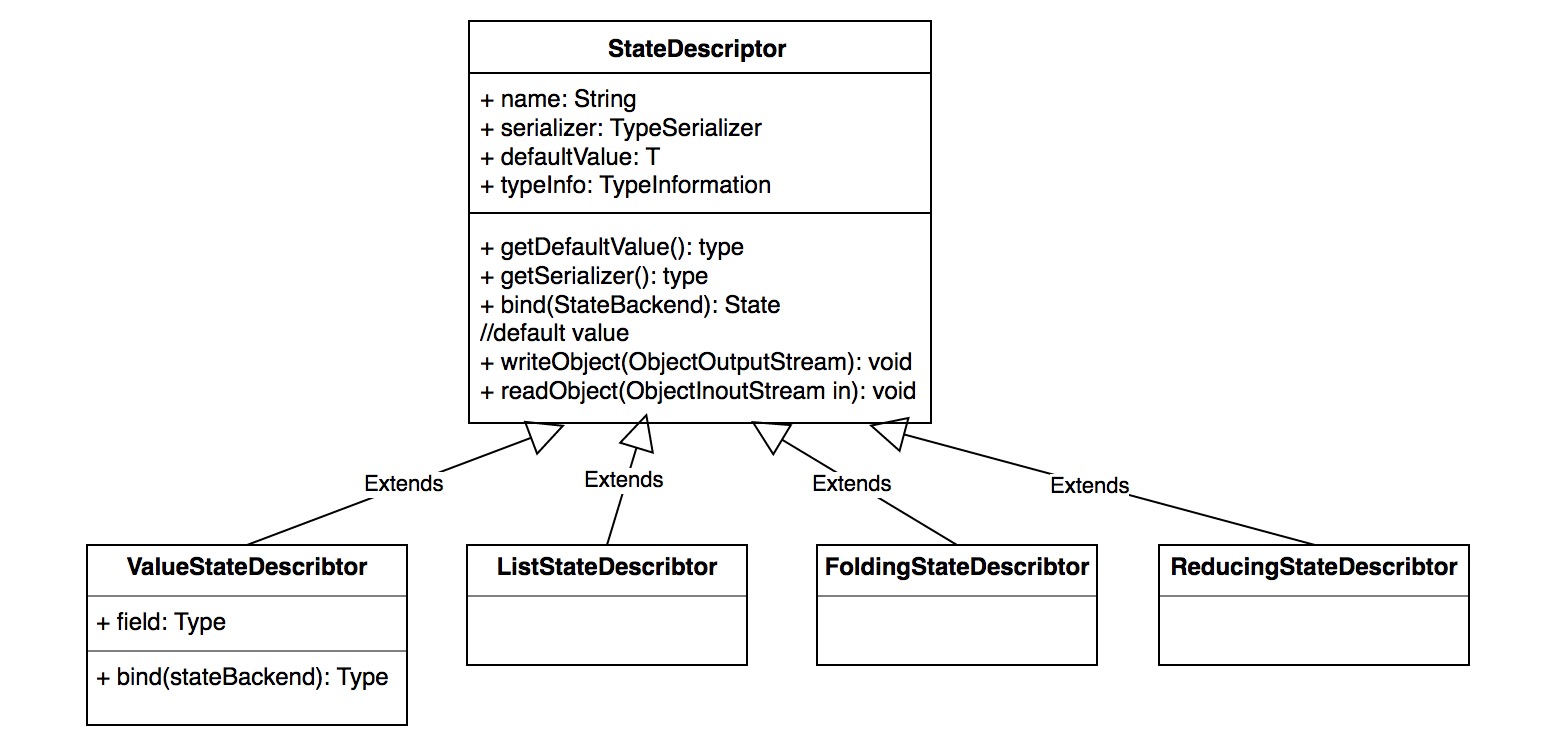 StateDescriptor
+ name: String
+ serializer: TypeSerializer
+ defaultValue: T
+ typeInfo: TypeInformation
+ getDefaultValue(): type
+ getSerializer(): type
+ bind(StateBackend): State
//default value
+ writeObject(ObjectOutputStream): void
+ readObject(ObjectInoutStream in): void
Extends
Extends
Extends
Extends
ValueStateDescribtor
+ field: Type
+ bind(stateBackend): Type
ListStateDescribtor
FoldingStateDescribtor
ReducingStateDescribtor